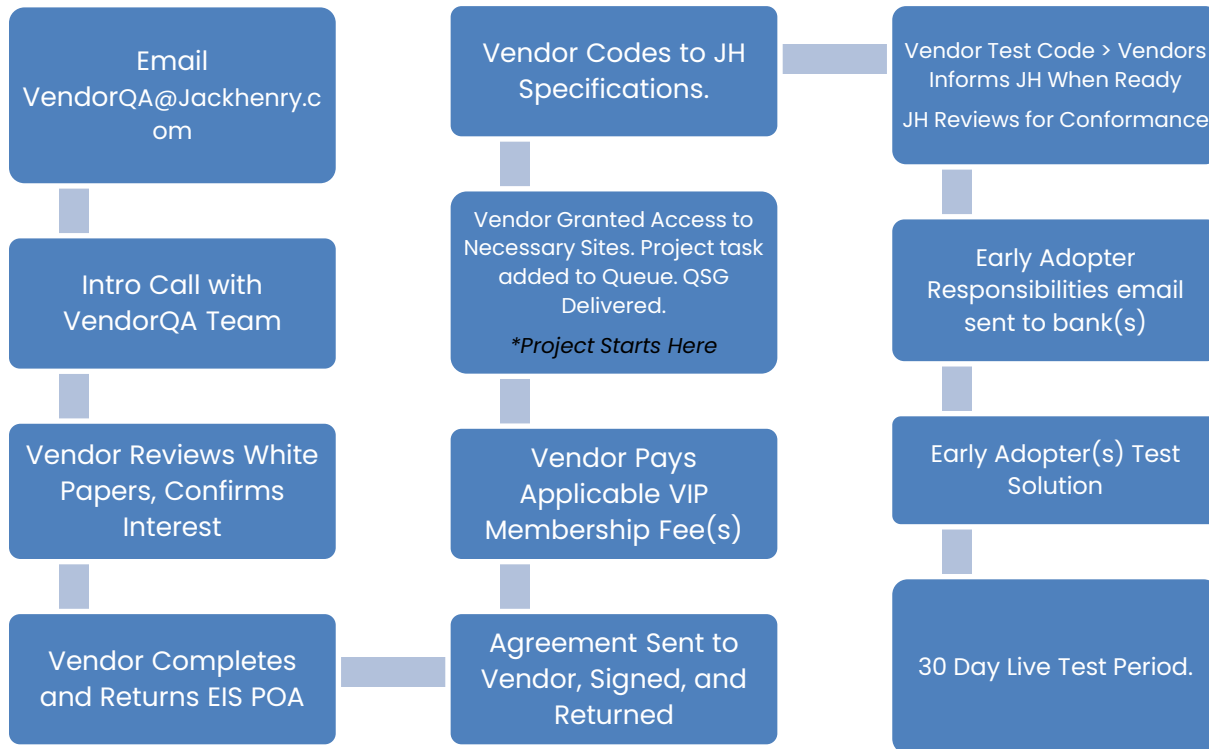 Email
VendorQA@Jackhenry.c
om
Intro Call with
VendorQA Team
Vendor Reviews White
Papers, Confirms
Interest
Vendor Completes
and Returns EIS POA
Agreement Sent to
Vendor, Signed, and
Returned
Vendor Pays
Applicable VIP
Membership Fee(s)
Vendor Granted Access to
Necessary Sites. Project task
added to Queue. QSG
Delivered.
*Project Starts Here
Vendor Codes to JH
Specifications.
Vendor Test Code > Vendors
Informs JH When Ready
JH Reviews for Conformance
Early Adopter
Responsibilities email
sent to bank(s)
Early Adopter(s) Test
Solution
30 Day Live Test Period.